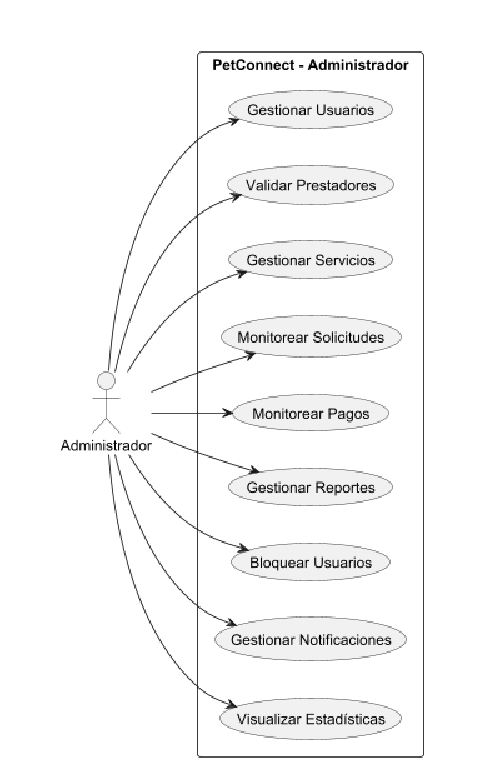 PetConnect - Administrador
Gestionar Usuarios
Validar Prestadores
Gestionar Servicios
Monitorear Solicitudes
Monitorear Pagos
Administrador
Gestionar Reportes
Bloquear Usuarios
Gestionar Notificaciones
Visualizar Estadísticas